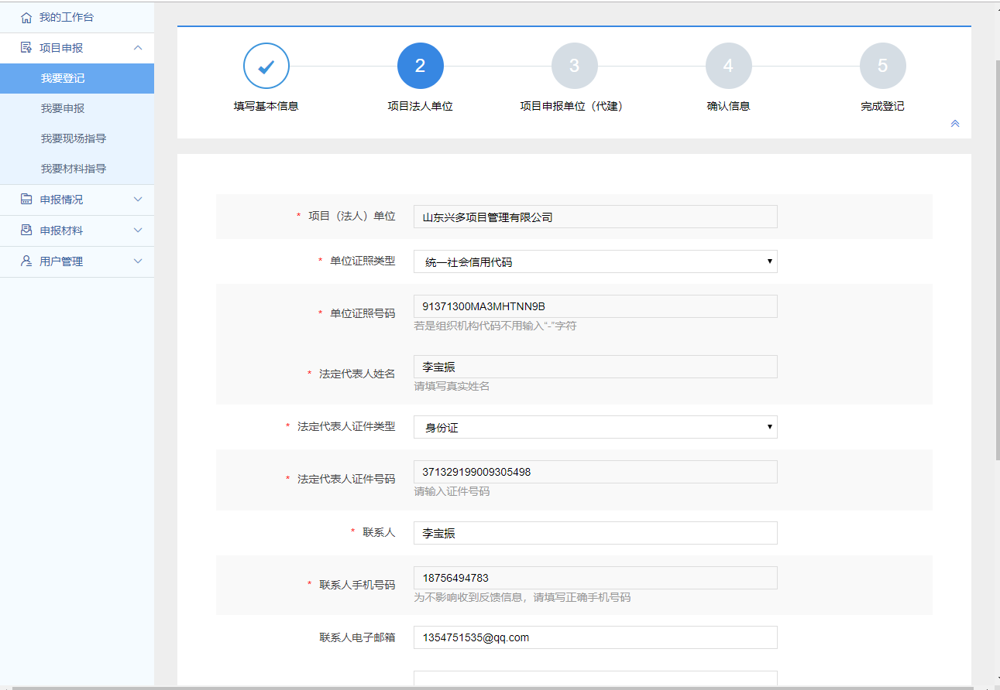 我的工作台
项目申报
我要登记
我要申报
我要现场指导
我要材料指导
申报情况
申报材料
用户管理
2
3
4
5
填写基本信息
项目法人单位
项目申报单位（代建）
确认信息
完成登记
* 项目（法人）单位
山东兴多项目管理有限公司
* 单位证照类型
统一社会信用代码
* 单位证照号码
91371300MA3MHTNN9B
若是组织机构代码不用输入“-”字符
* 法定代表人姓名
李宝振
请填写真实姓名
* 法定代表人证件类型
身份证
* 法定代表人证件号码
371329199009305498
请输入证件号码
* 联系人
李宝振
* 联系人手机号码
18756494783
为不影响收到反馈信息，请填写正确手机号码
联系人电子邮箱
1354751535@qq.com